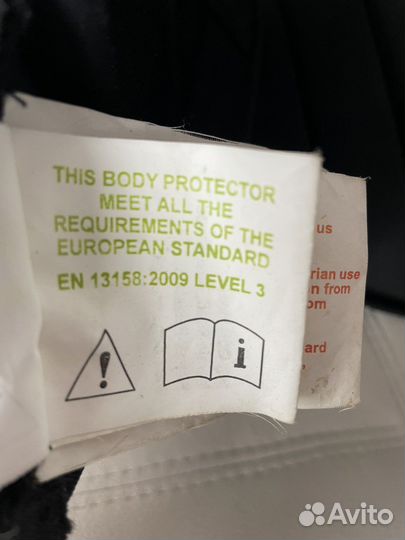 THIS BODY PROTECTOR
MEET ALL THE
REQUIREMENTS OF THE
EUROPEAN STANDARD
EN 13158:2009 LEVEL 3
! i
us
rian use
n from
om
ard
Avito